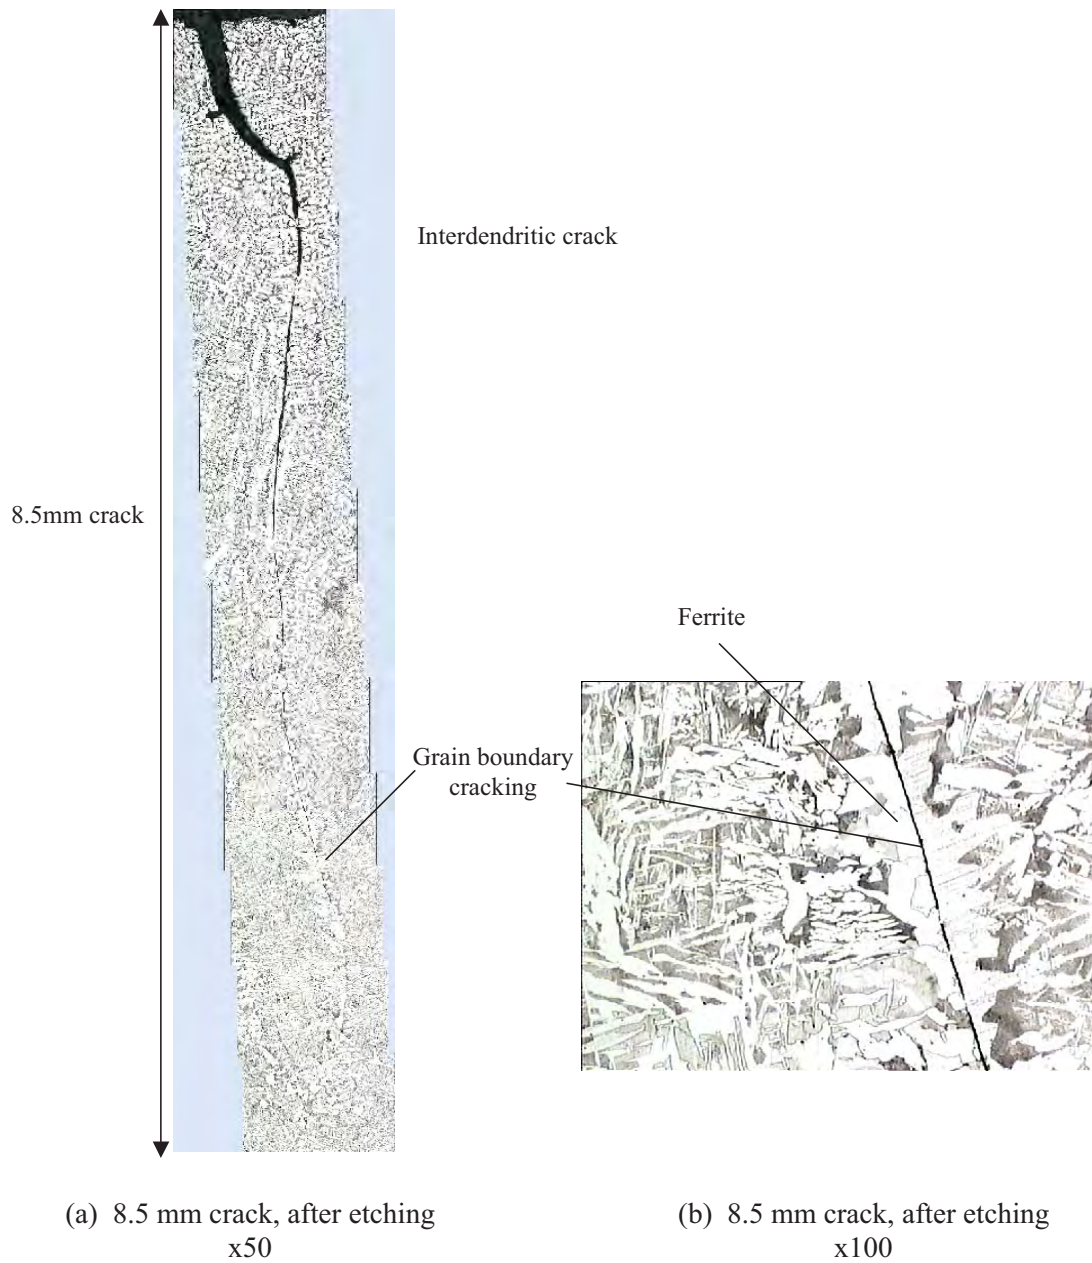 Interdendritic crack
8.5mm crack
Ferrite
Grain boundary
cracking
(a) 8.5 mm crack, after etching
x50
(b) 8.5 mm crack, after etching
x100